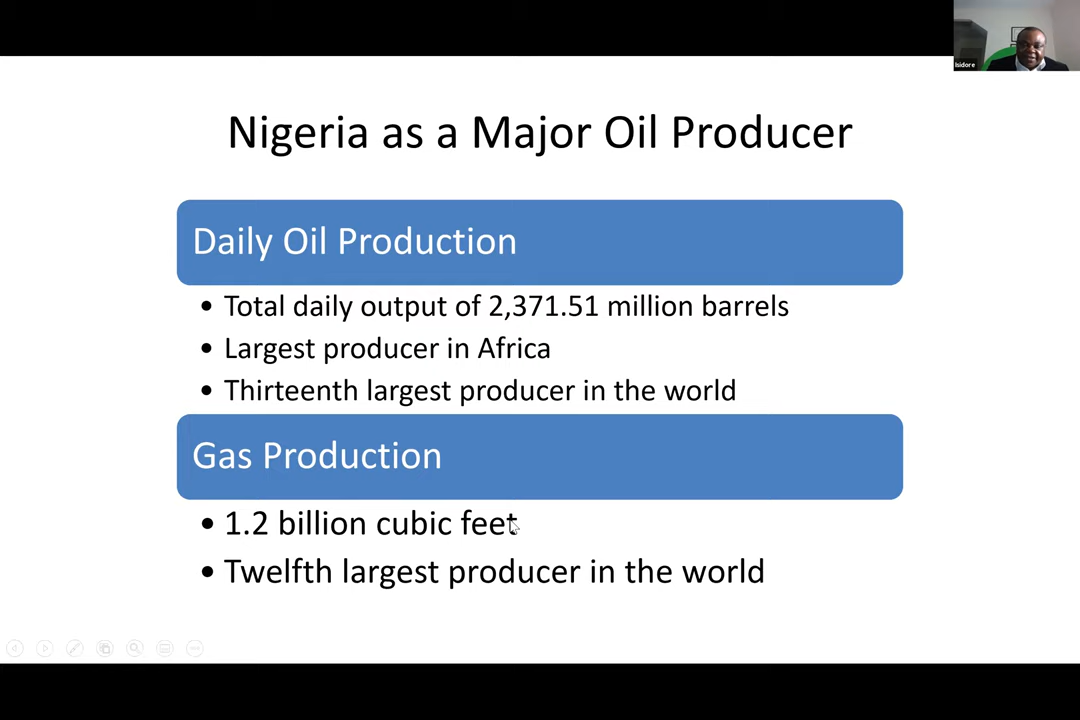 Isidore
Nigeria as a Major Oil Producer
Daily Oil Production
• Total daily output of 2,371.51 million barrels
• Largest producer in Africa
• Thirteenth largest producer in the world
Gas Production
• 1.2 billion cubic feet
• Twelfth largest producer in the world